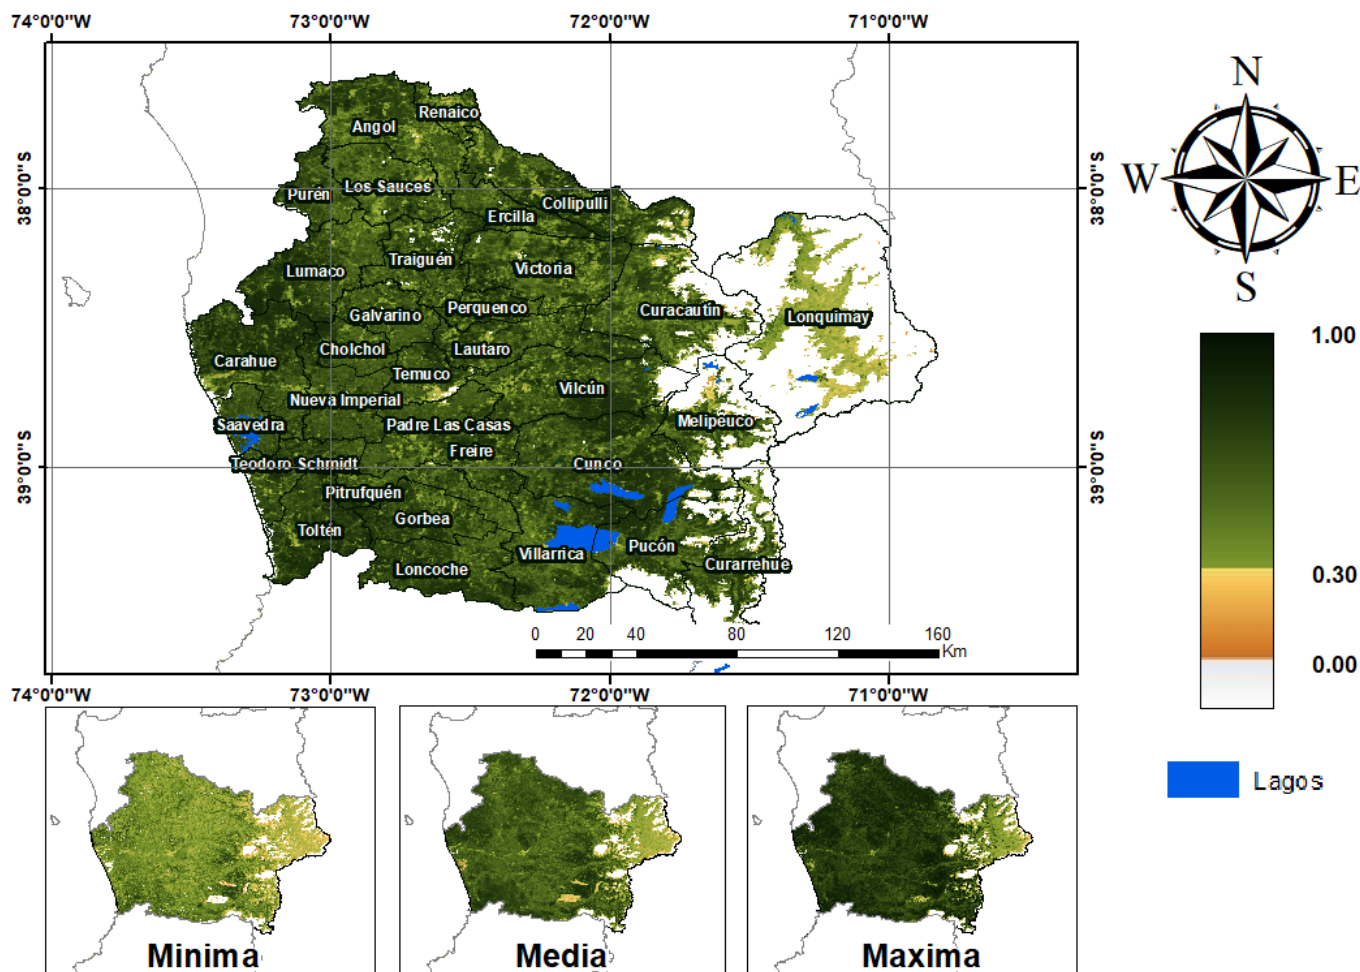 74°0'0"W 73°0'0"W 72°0'0"W 71°0'0"W
N
W E
S
38°0'0"S 38°0'0"S
39°0'0"S 39°0'0"S
Renaico
Angol
Los Sauces
Purén
Collipulli
Ercilla
Traiguén
Victoria
Lumaco
Perquenco
Curacautín
Galvarino
Lonquimay
Cholchol
Lautaro
Carahue
Temuco
Vilcún
Nueva Imperial
Saavedra
Padre Las Casas
Melipeuco
Freire
Teodoro Schmidt
Cunco
Pitrufquén
Gorbea
Toltén
Pucón
Villarrica
Curarrehue
Loncoche
0 20 40 80 120 160
Km
74°0'0"W 73°0'0"W 72°0'0"W 71°0'0"W
1.00
0.30
0.00
Lagos
Minima
Media
Maxima